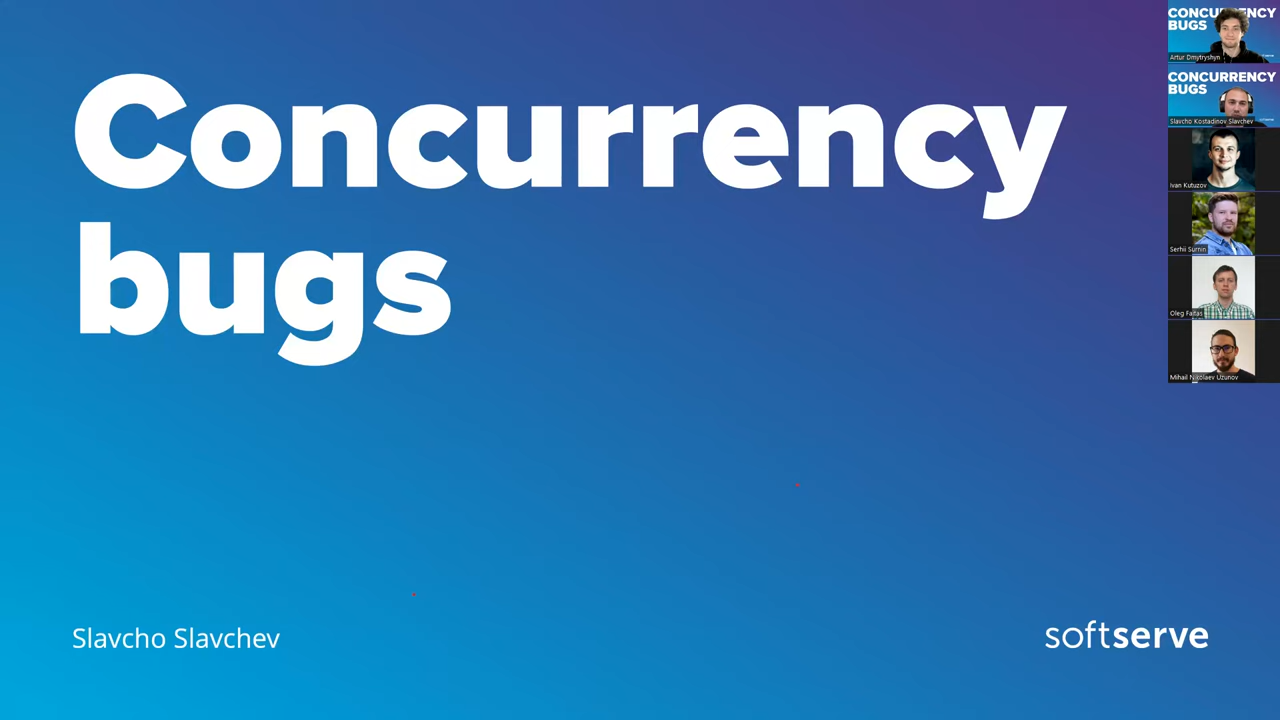 Concurrency
bugs
Slavcho Slavchev
softserve
CONCURRENCY
BUGS
Artur Dmytryshyn
CONCURRENCY
BUGS
Slavcho Kostadinov Slavchev
Ivan Kutuzov
Serhii Surnin
Oleg Mihail Nikolaev Uzunov